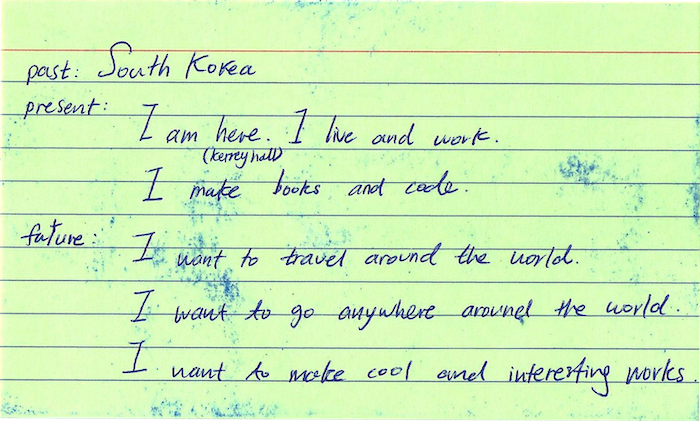 past: South Korea
present:
I am here. I live and work.
(kerrey hall)
I make books and code.
future:
I want to travel around the world.
I want to go anywhere around the world.
I want to make cool and interesting works.